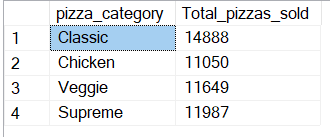 pizza_category Total_pizzas_sold
1 Classic 14888
2 Chicken 11050
3 Veggie 11649
4 Supreme 11987